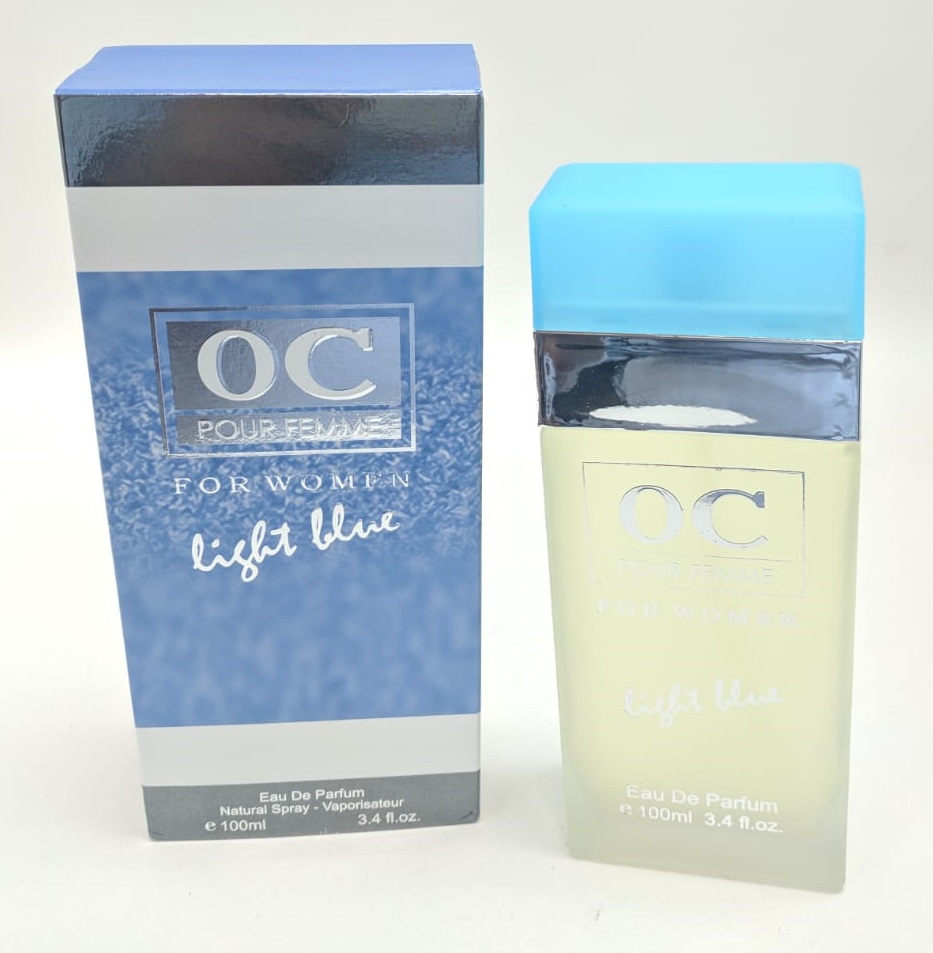 OC
POUR FEMME
FOR WOMEN
light blue
Eau De Parfum
Natural Spray - Vaporisateur
e 100ml 3.4 fl.oz.
OC
POUR FEMME
FOR WOMEN
light blue
Eau De Parfum
e 100ml 3.4 fl.oz.